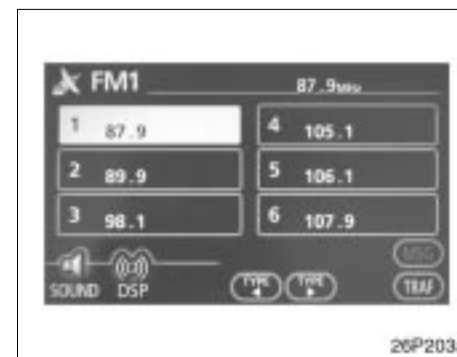 FM1 87.9MHz
1 87.9
4 105.1
2 89.9
5 106.1
3 98.1
6 107.9
MSG
SOUND DSP TYPE TYPE TRAF
26P203